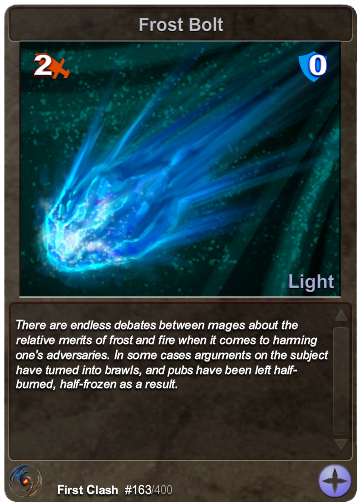 Frost Bolt
2 0
Light
There are endless debates between mages about the
relative merits of frost and fire when it comes to harming
one's adversaries. In some cases arguments on the subject
have turned into brawls, and pubs have been left half-
burned, half-frozen as a result.
First Clash #163/400